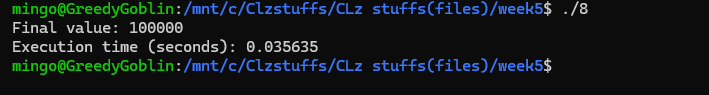 mingo@GreedyGoblin:/mnt/c/Clzstuffs/CLz stuffs(files)/week5$ ./8
Final value: 100000
Execution time (seconds): 0.035635
mingo@GreedyGoblin:/mnt/c/Clzstuffs/CLz stuffs(files)/week5$